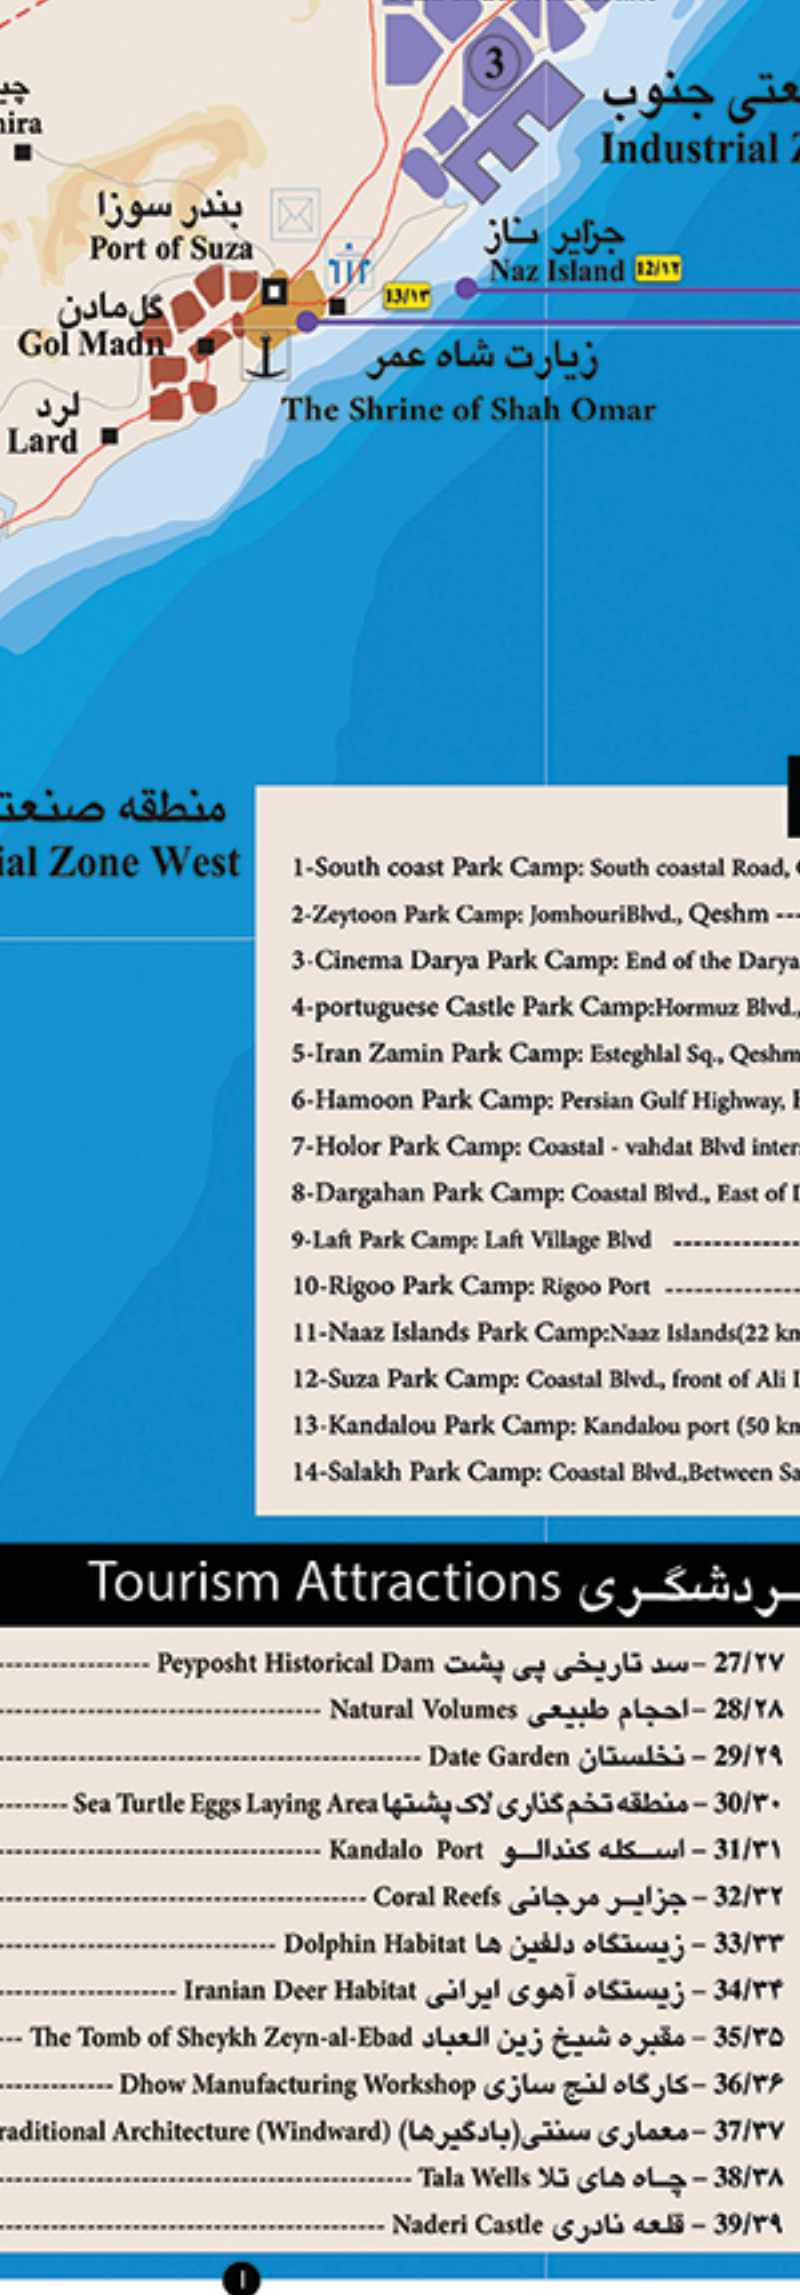 3
Industrial
بندر سوزا
Port of Suza
جزایر ناز
Naz Island 12/۱۲
13/۱۳
گل‌مادن
Gol Madn
زیارت شاه عمر
The Shrine of Shah Omar
لرد
Lard
منطقه
Zone West
1-South coast Park Camp: South coastal Road,
2-Zeytoon Park Camp: JomhouriBlvd., Qeshm ---
3-Cinema Darya Park Camp: End of the Darya
4-portuguese Castle Park Camp:Hormuz Blvd.,
5-Iran Zamin Park Camp: Esteghlal Sq., Qeshm
6-Hamoon Park Camp: Persian Gulf Highway,
7-Holor Park Camp: Coastal - vahdat Blvd
8-Dargahan Park Camp: Coastal Blvd., East of
9-Laft Park Camp: Laft Village Blvd ------------
10-Rigoo Park Camp: Rigoo Port -------------
11-Naaz Islands Park Camp:Naaz Islands(22 km
12-Suza Park Camp: Coastal Blvd., front of Ali
13-Kandalou Park Camp: Kandalou port (50 km
14-Salakh Park Camp: Coastal Blvd.,Between
Tourism Attractions
27/۲۷ – سد تاریخی پی پشت Peyposht Historical Dam
28/۲۸ – احجام طبیعی Natural Volumes
29/۲۹ – نخلستان Date Garden
30/۳۰ – منطقه تخم گذاری لاک پشتها Sea Turtle Eggs Laying Area
31/۳۱ – اسکله کندالو Kandalo Port
32/۳۲ – جزایر مرجانی Coral Reefs
33/۳۳ – زیستگاه دلفین ها Dolphin Habitat
34/۳۴ – زیستگاه آهوی ایرانی Iranian Deer Habitat
35/۳۵ – مقبره شیخ زین العباد The Tomb of Sheykh Zeyn-al-Ebad
36/۳۶ – کارگاه لنج سازی Dhow Manufacturing Workshop
37/۳۷ – معماری سنتی(بادگیرها) Architecture (Windward)
38/۳۸ – چاه های تلا Tala Wells
39/۳۹ – قلعه نادری Naderi Castle
۱